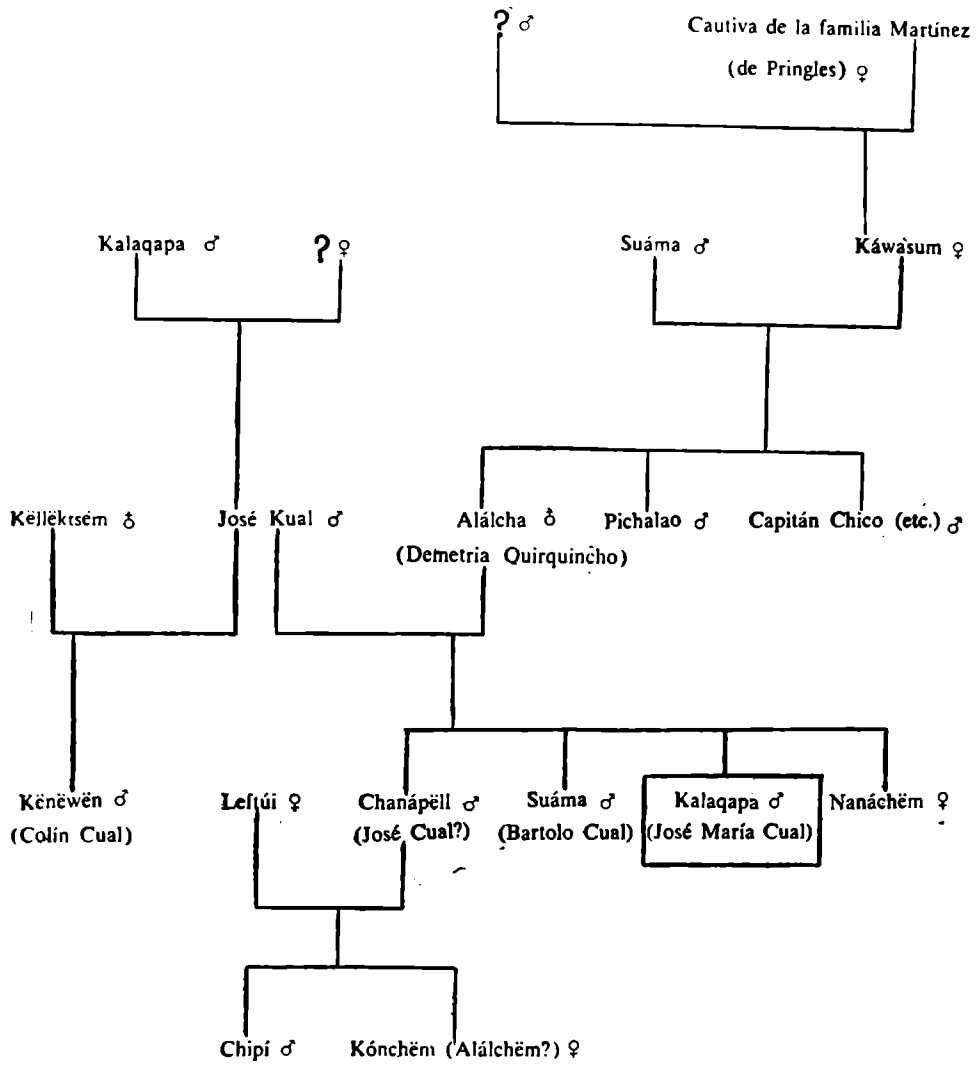 ? ♂ Cautiva de la familia Martínez
(de Pringles) ♀
Kalaqapa ♂ ? ♀ Suáma ♂ Káwasum ♀
Këllëktsëm ♁ José Kual ♂ Alálcha ♁ Pichalao ♂ Capitán Chico (etc.) ♂
(Demetria Quirquincho)
Kënëwën ♂ Leftúi ♀ Chanápëll ♂ Suáma ♂ Kalaqapa ♂ Nanáchëm ♀
(Colín Cual) (José Cual?) (Bartolo Cual) (José María Cual)
Chipí ♂ Kónchëm (Alálchëm?) ♀